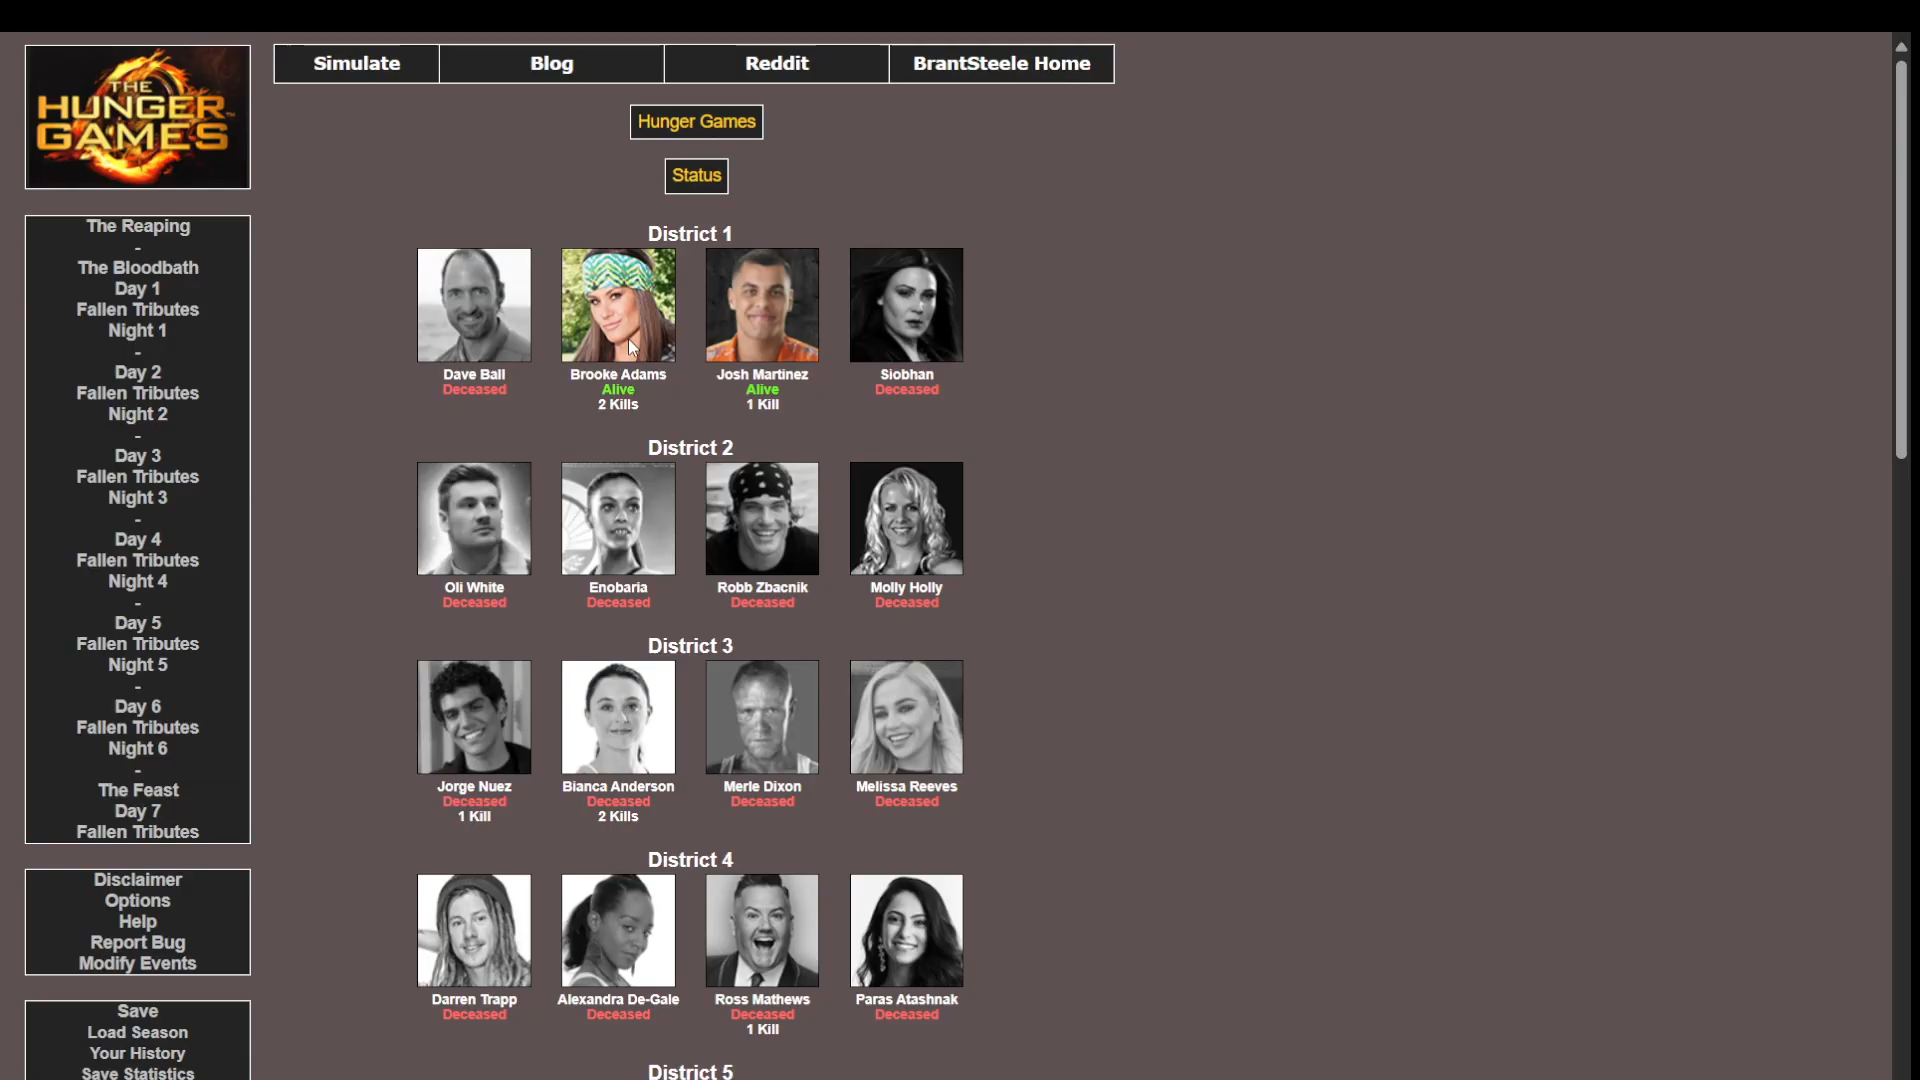 THE
HUNGER
GAMES
Simulate
Blog
Reddit
BrantSteele Home
Hunger Games
Status
The Reaping
-
The Bloodbath
Day 1
Fallen Tributes
Night 1
-
Day 2
Fallen Tributes
Night 2
-
Day 3
Fallen Tributes
Night 3
-
Day 4
Fallen Tributes
Night 4
-
Day 5
Fallen Tributes
Night 5
-
Day 6
Fallen Tributes
Night 6
-
The Feast
Day 7
Fallen Tributes
Disclaimer
Options
Help
Report Bug
Modify Events
Save
Load Season
Your History
Save Statistics
District 1
Dave Ball
Deceased
Brooke Adams
Alive
2 Kills
Josh Martinez
Alive
1 Kill
Siobhan
Deceased
District 2
Oli White
Deceased
Enobaria
Deceased
Robb Zbacnik
Deceased
Molly Holly
Deceased
District 3
Jorge Nuez
Deceased
1 Kill
Bianca Anderson
Deceased
2 Kills
Merle Dixon
Deceased
Melissa Reeves
Deceased
District 4
Darren Trapp
Deceased
Alexandra De-Gale
Deceased
Ross Mathews
Deceased
1 Kill
Paras Atashnak
Deceased
District 5